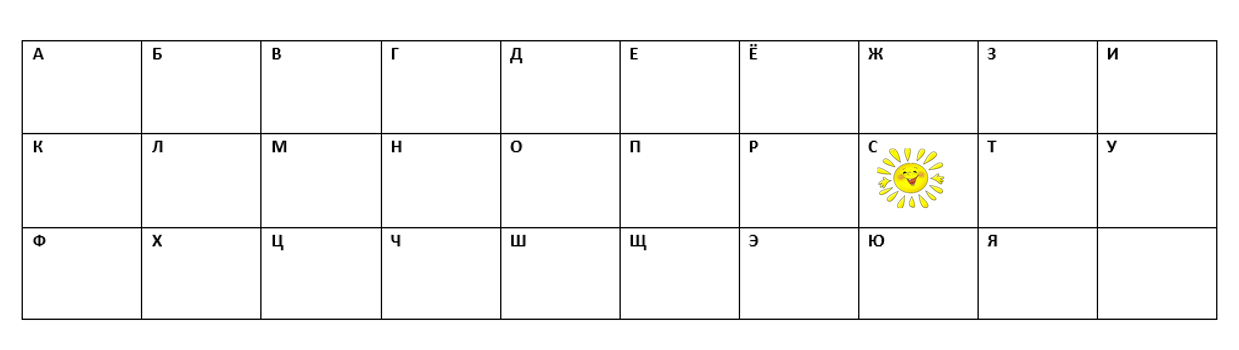 А Б В Г Д Е Ё Ж З И
К Л М Н О П Р С Т У
Ф Х Ц Ч Ш Щ Э Ю Я